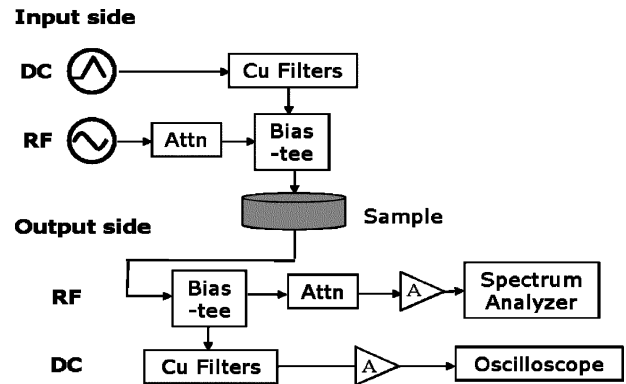 Input side
DC
Cu Filters
RF
Attn
Bias
-tee
Sample
Output side
RF
Bias
-tee
Attn
A
Spectrum
Analyzer
DC
Cu Filters
A
Oscilloscope